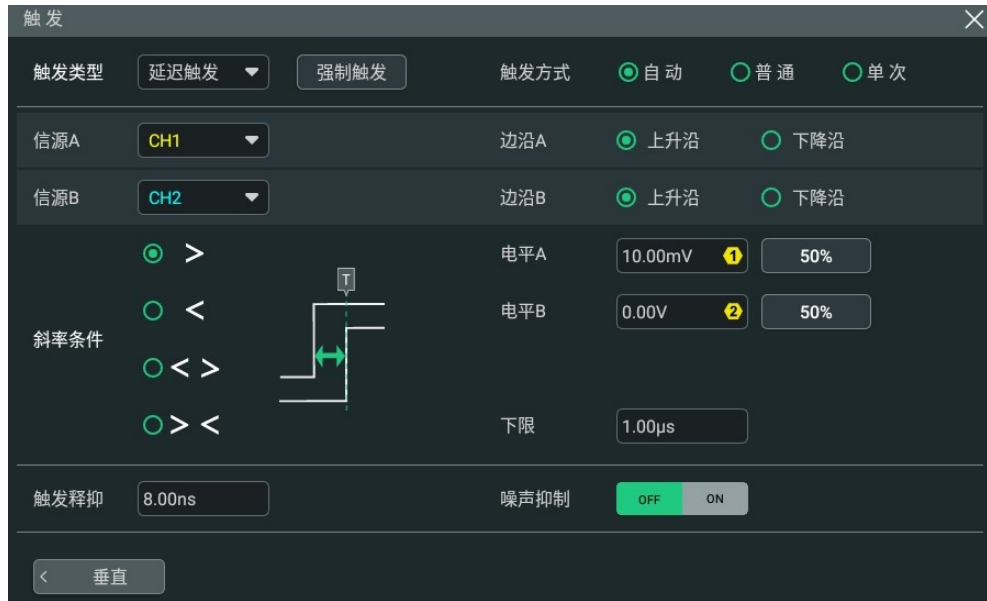 触发
触发类型 延迟触发 强制触发 触发方式 自动 普通 单次
信源A CH1 边沿A 上升沿 下降沿
信源B CH2 边沿B 上升沿 下降沿
> 电平A 10.00mV 1 50%
T
< 电平B 0.00V 2 50%
斜率条件
< >
> < 下限 1.00µs
触发释抑 8.00ns 噪声抑制 OFF ON
< 垂直